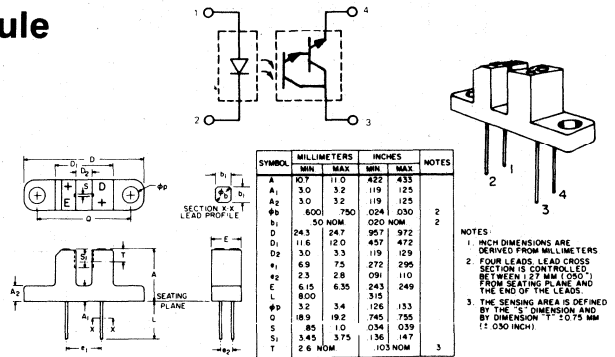 ule
1
4
2
3
D
D1
D2
S
+ D
E +
ϕp
Q
b1
ϕb
b1
SECTION X-X
LEAD PROFILE
S1
T
A
A2
A1
X X
L
e1
SEATING
PLANE
E
e2
2
1
3
4
SYMBOL MILLIMETERS INCHES NOTES
MIN MAX MIN MAX
A 10.7 11.0 .422 .433
A1 3.0 3.2 .119 .125
A2 3.0 3.2 .119 .125
ϕb .600 .750 .024 .030 2
b1 .50 NOM. .020 NOM 2
D 24.3 24.7 .957 .972
D1 11.6 12.0 .457 .472
D2 3.0 3.3 .119 .129
e1 6.9 7.5 .272 .295
e2 2.3 2.8 .091 .110
E 6.15 6.35 .243 .249
L 8.00 .315
ϕp 3.2 3.4 .126 .133
Q 18.9 19.2 .745 .755
S .85 1.0 .034 .039
S1 3.45 3.75 .136 .147
T 2.6 NOM. .103 NOM 3
NOTES:
1. INCH DIMENSIONS ARE
DERIVED FROM MILLIMETERS
2. FOUR LEADS. LEAD CROSS
SECTION IS CONTROLLED
BETWEEN 1.27 MM (.050")
FROM SEATING PLANE AND
THE END OF THE LEADS.
3. THE SENSING AREA IS DEFINED
BY THE "S" DIMENSION AND
BY DIMENSION "T" ±0.75 MM
(± .030 INCH).